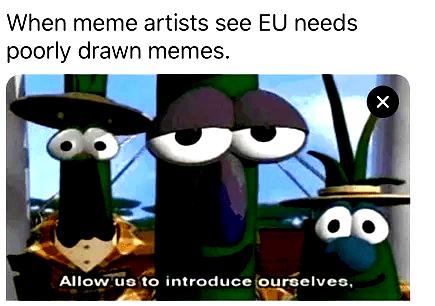 When meme artists see EU needs
poorly drawn memes.
Allow us to introduce ourselves,